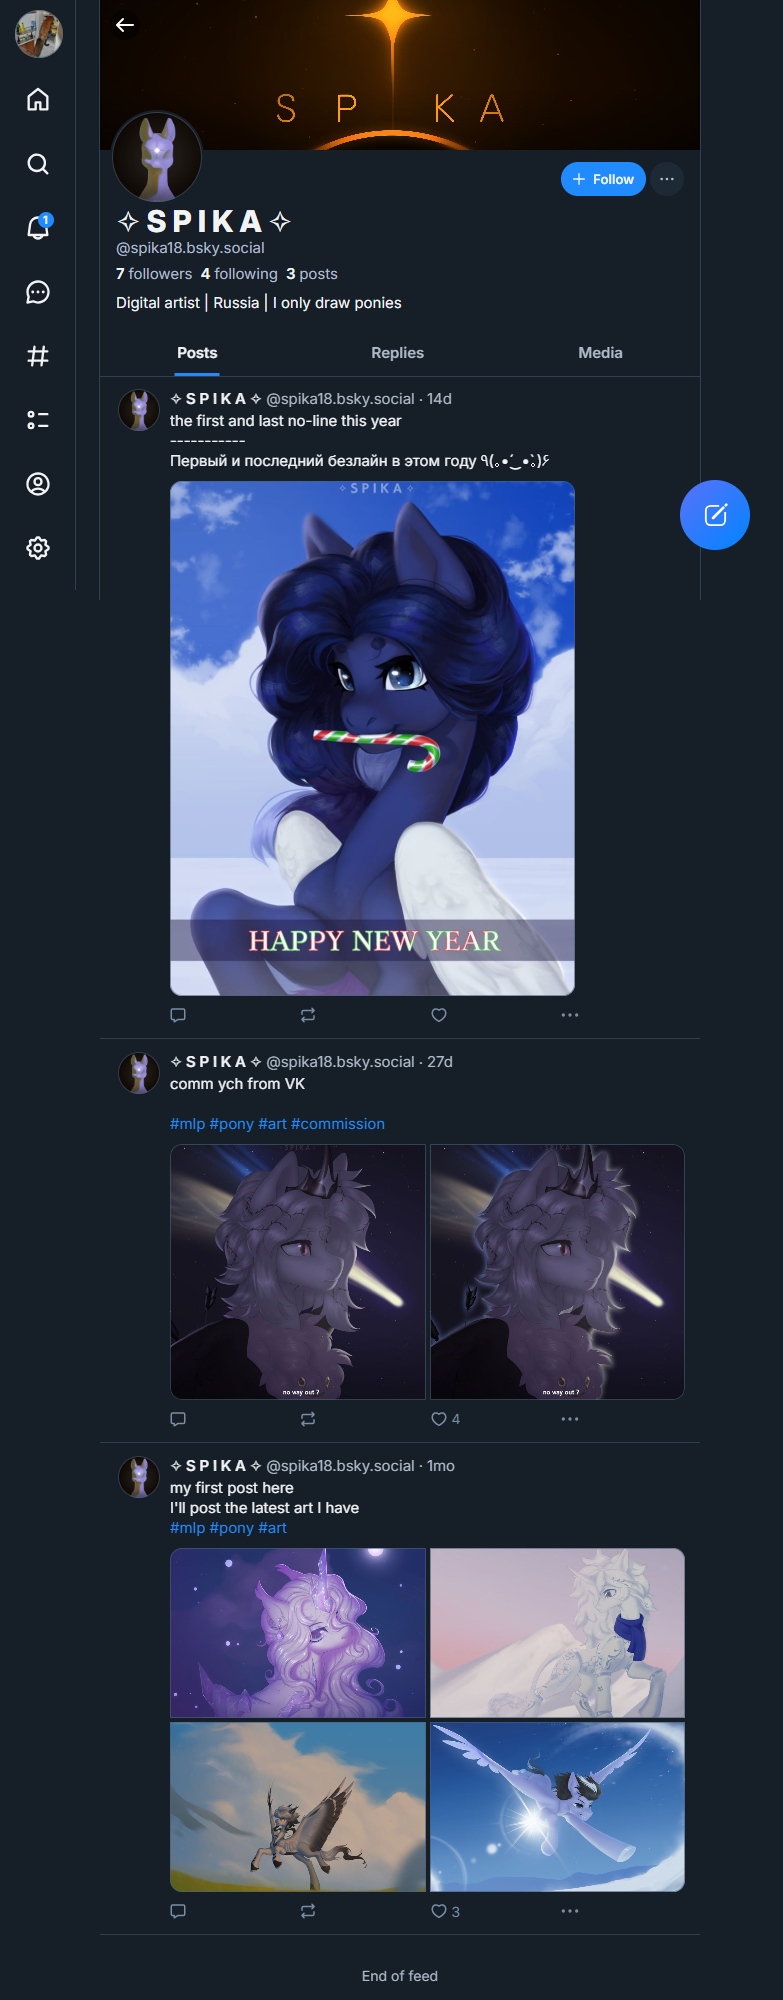 S P I K A
+ Follow
✧ S P I K A ✧
@spika18.bsky.social
7 followers 4 following 3 posts
Digital artist | Russia | I only draw ponies
1
Posts Replies Media
✧ S P I K A ✧ @spika18.bsky.social · 14d
the first and last no-line this year
-----------
Первый и последний безлайн в этом году ٩(｡•́‿•̀｡)۶
✧ S P I K A ✧
HAPPY NEW YEAR
✧ S P I K A ✧ @spika18.bsky.social · 27d
comm ych from VK
#mlp #pony #art #commission
SPIKA
SPIKA
no way out ?
no way out ?
4
✧ S P I K A ✧ @spika18.bsky.social · 1mo
my first post here
I'll post the latest art I have
#mlp #pony #art
3
End of feed